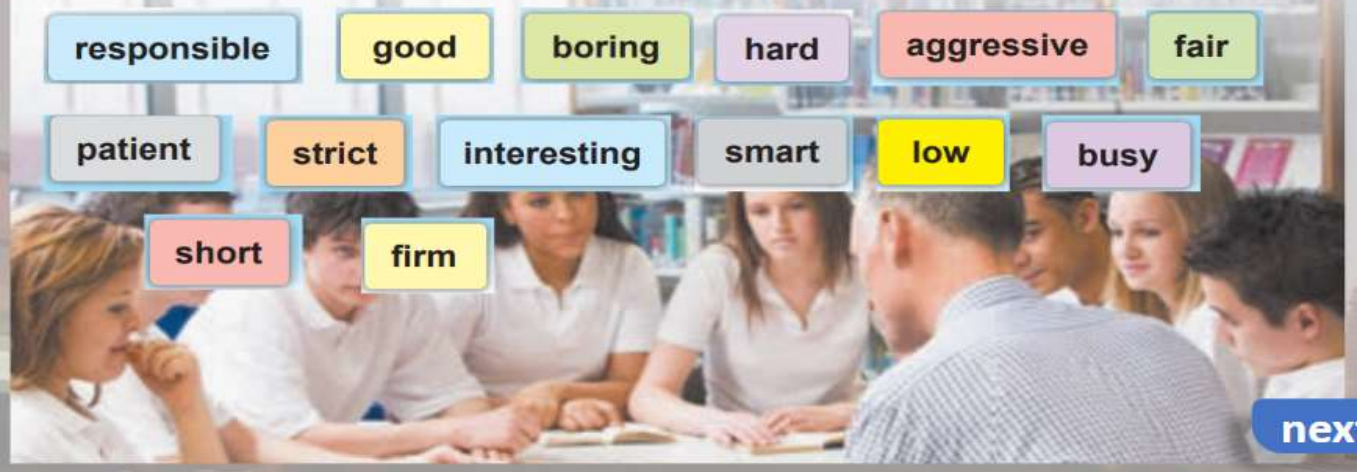 responsible good boring hard aggressive fair
patient strict interesting smart low busy
short firm
next